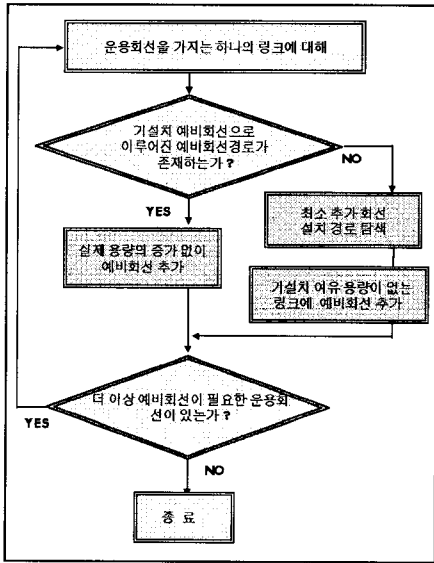 운용회선을 가지는 하나의 링크에 대해
기설치 예비회선으로
이루어진 예비회선경로가
존재하는가 ?
NO
YES
최소 추가 회선
설치 경로 탐색
실제 용량의 증가 없이
예비회선 추가
기설치 여유 용량이 없는
링크에 예비회선 추가
더 이상 예비회선이 필요한 운용회
선이 있는가 ?
YES
NO
종 료